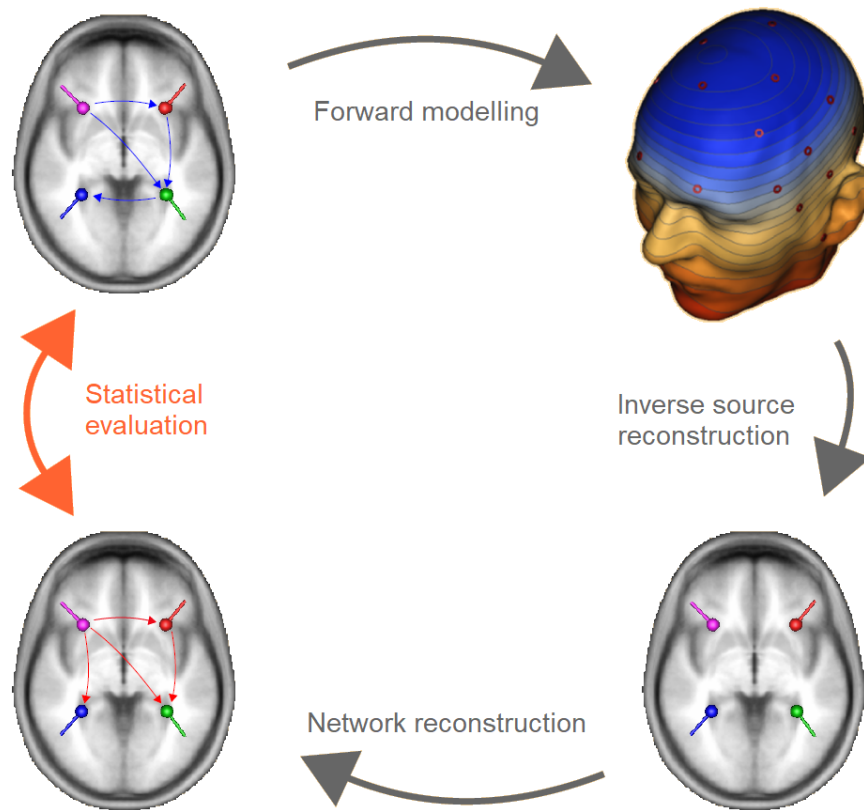 Forward modelling
Statistical
evaluation
Inverse source
reconstruction
Network reconstruction